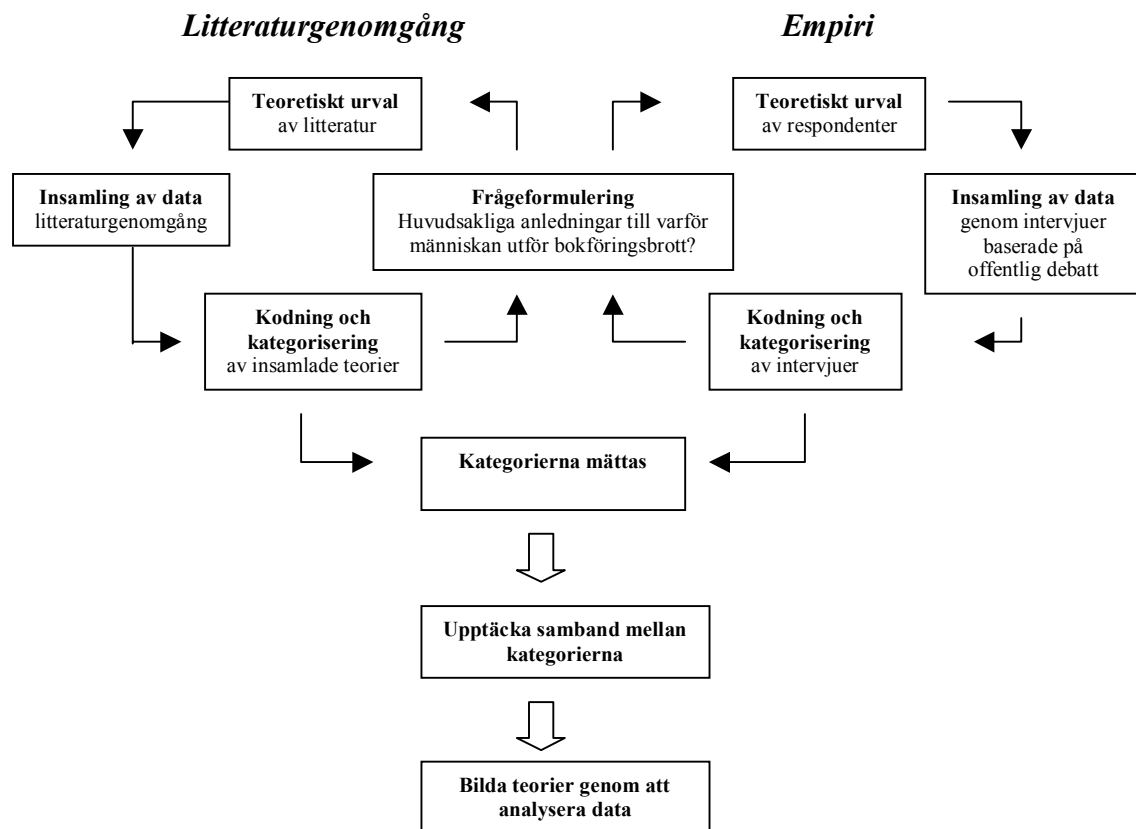 Litteraturgenomgång
Empiri
Teoretiskt urval
av litteratur
Teoretiskt urval
av respondenter
Insamling av data
litteraturgenomgång
Frågeformulering
Huvudsakliga anledningar till varför
människan utför bokföringsbrott?
Insamling av data
genom intervjuer
baserade på
offentlig debatt
Kodning och
kategorisering
av insamlade teorier
Kodning och
kategorisering
av intervjuer
Kategorierna mättas
Upptäcka samband mellan
kategorierna
Bilda teorier genom att
analysera data